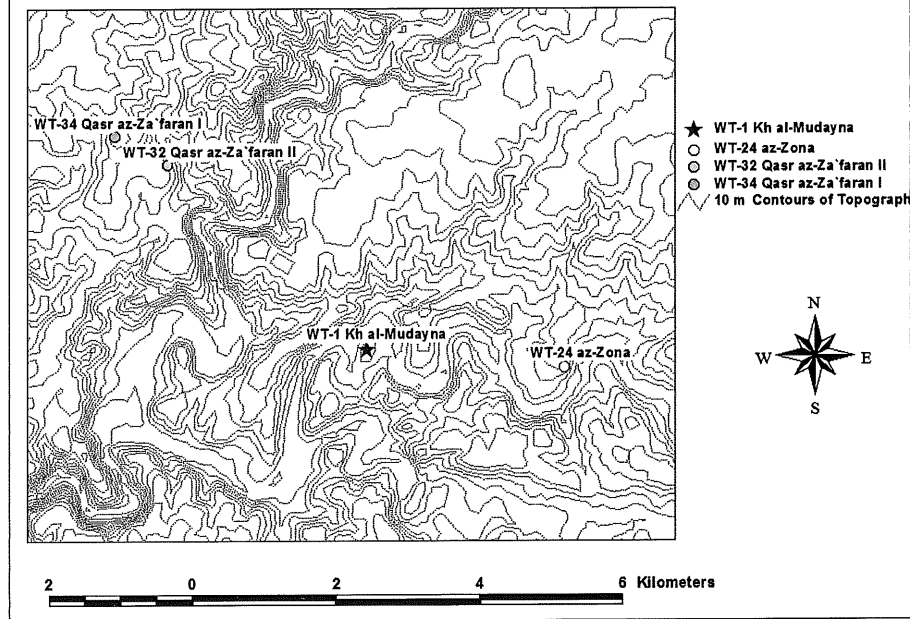 WT-34 Qasr az-Za`faran I
WT-32 Qasr az-Za`faran II
WT-1 Kh al-Mudayna
WT-24 az-Zona
WT-1 Kh al-Mudayna
WT-24 az-Zona
WT-32 Qasr az-Za`faran II
WT-34 Qasr az-Za`faran I
10 m Contours of Topograph
N
W E
S
2 0 2 4 6 Kilometers